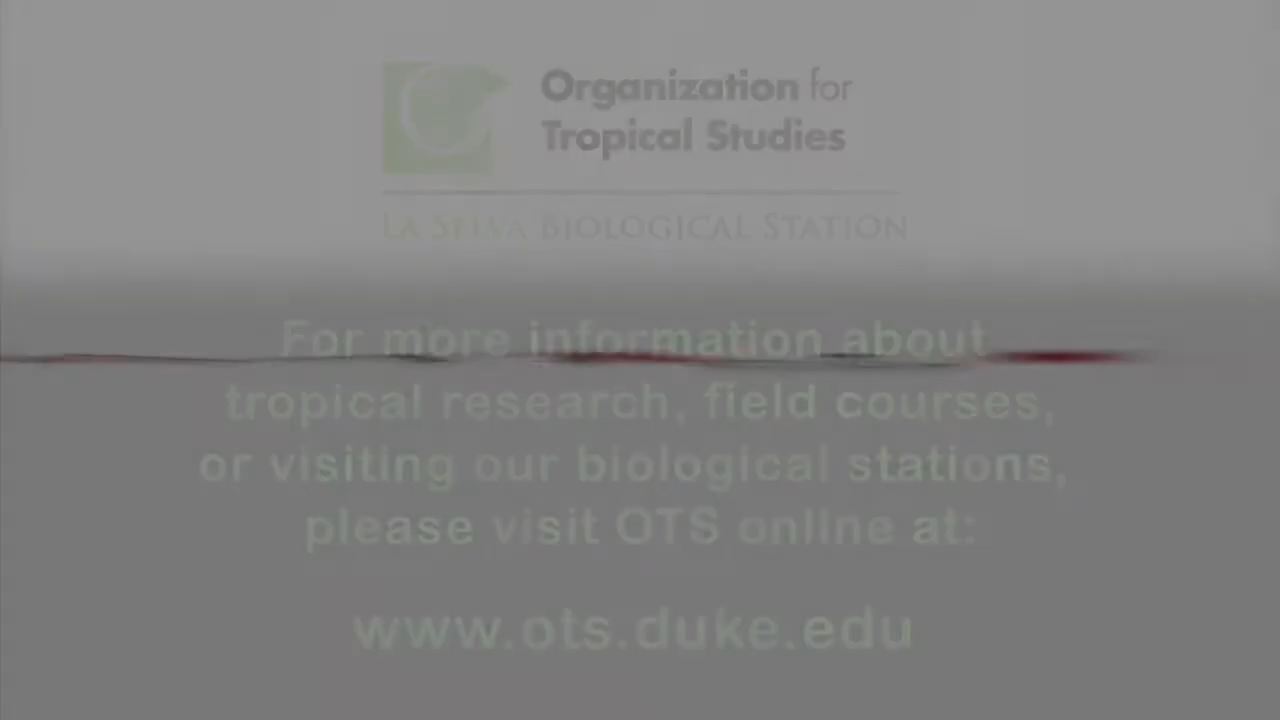 Organization for
Tropical Studies
LA SELVA BIOLOGICAL STATION
For more information about
tropical research, field courses,
or visiting our biological stations,
please visit OTS online at:
www.ots.duke.edu